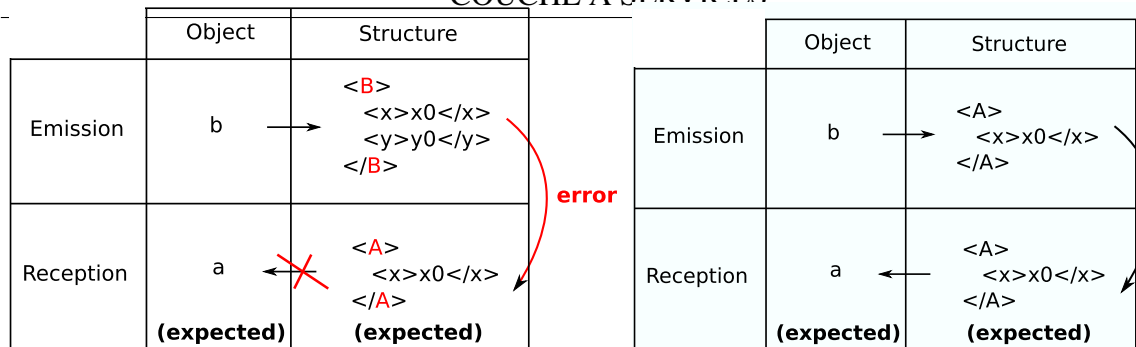 Object Structure
Emission
b
<B>
<x>x0</x>
<y>y0</y>
</B>
error
Reception
a
<A>
<x>x0</x>
</A>
(expected) (expected)
Object Structure
Emission
b
<A>
<x>x0</x>
</A>
Reception
a
<A>
<x>x0</x>
</A>
(expected) (expected)